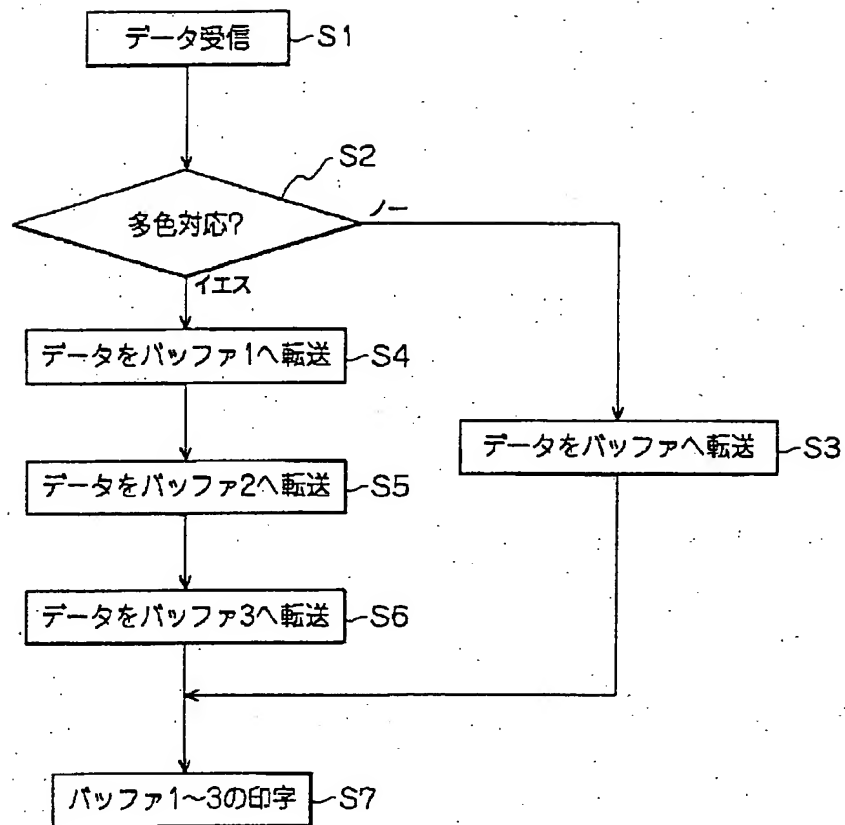 データ受信 S1
S2
多色対応? ノー
イエス
データをバッファ1へ転送 S4
データをバッファへ転送 S3
データをバッファ2へ転送 S5
データをバッファ3へ転送 S6
バッファ1~3の印字 S7